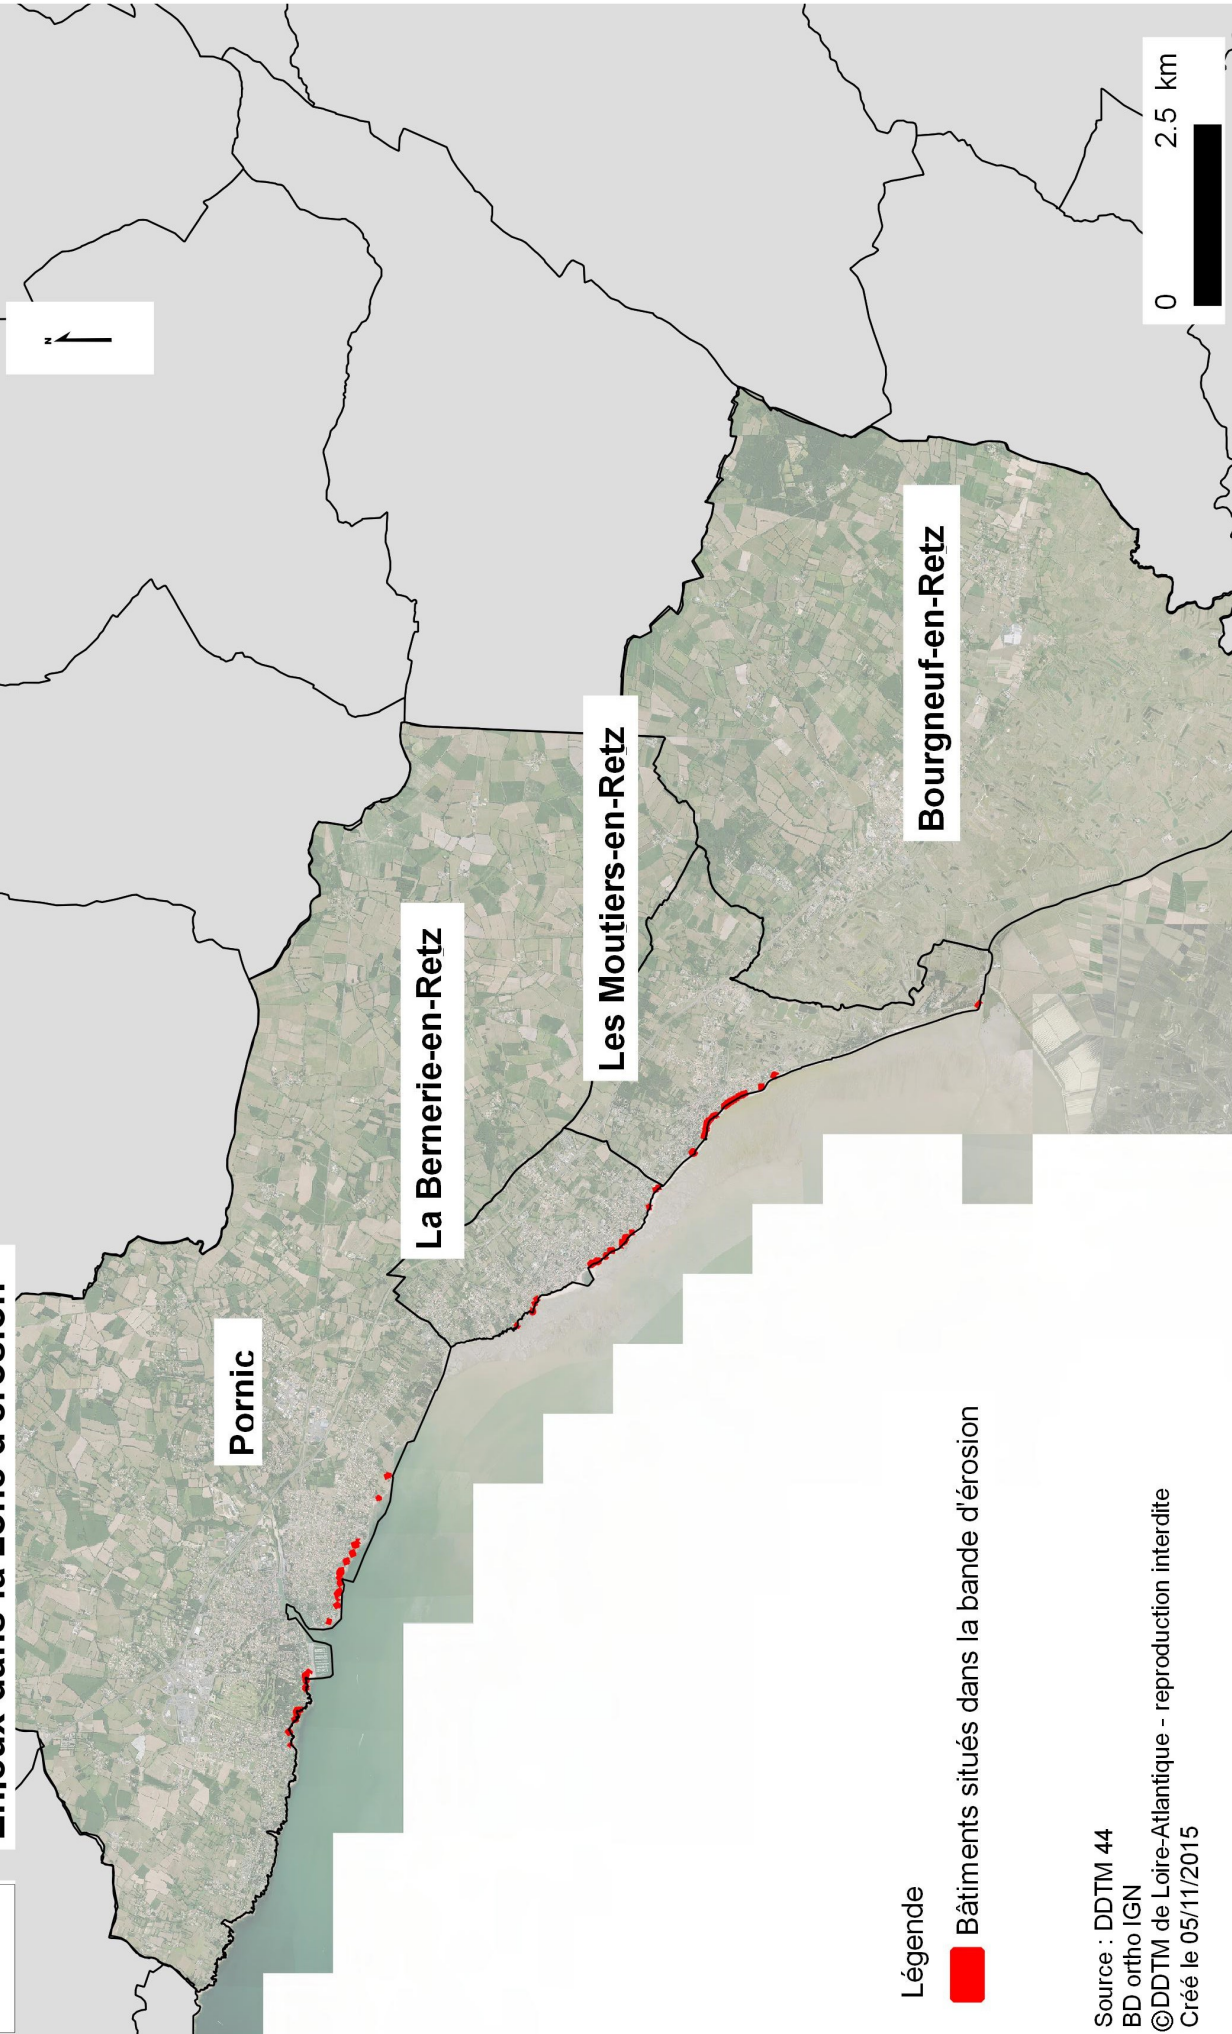 Enjeux dans la zone d'érosion
N
Pornic
La Bernerie-en-Retz
Les Moutiers-en-Retz
Bourgneuf-en-Retz
0 2.5 km
Légende
Bâtiments situés dans la bande d'érosion
Source : DDTM 44
BD ortho IGN
©DDTM de Loire-Atlantique - reproduction interdite
Créé le 05/11/2015